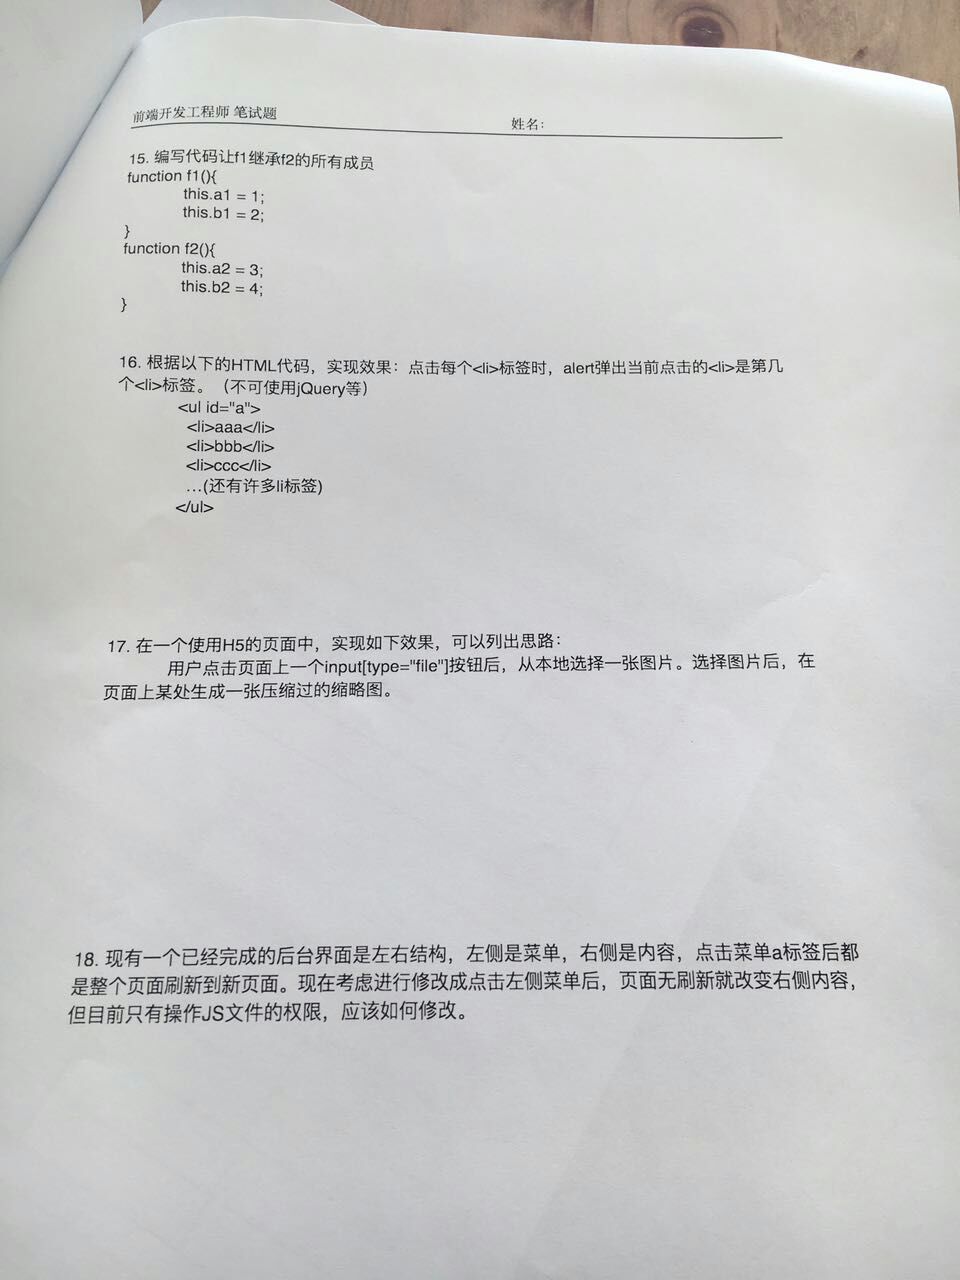 前端开发工程师 笔试题
姓名：
15. 编写代码让f1继承f2的所有成员
function f1(){
this.a1 = 1;
this.b1 = 2;
}
function f2(){
this.a2 = 3;
this.b2 = 4;
}
16. 根据以下的HTML代码，实现效果：点击每个<li>标签时，alert弹出当前点击的<li>是第几
个<li>标签。（不可使用jQuery等）
<ul id="a">
<li>aaa</li>
<li>bbb</li>
<li>ccc</li>
…(还有许多li标签)
</ul>
17. 在一个使用H5的页面中，实现如下效果，可以列出思路：
用户点击页面上一个input[type="file"]按钮后，从本地选择一张图片。选择图片后，在
页面上某处生成一张压缩过的缩略图。
18. 现有一个已经完成的后台界面是左右结构，左侧是菜单，右侧是内容，点击菜单a标签后都
是整个页面刷新到新页面。现在考虑进行修改成点击左侧菜单后，页面无刷新就改变右侧内容，
但目前只有操作JS文件的权限，应该如何修改。